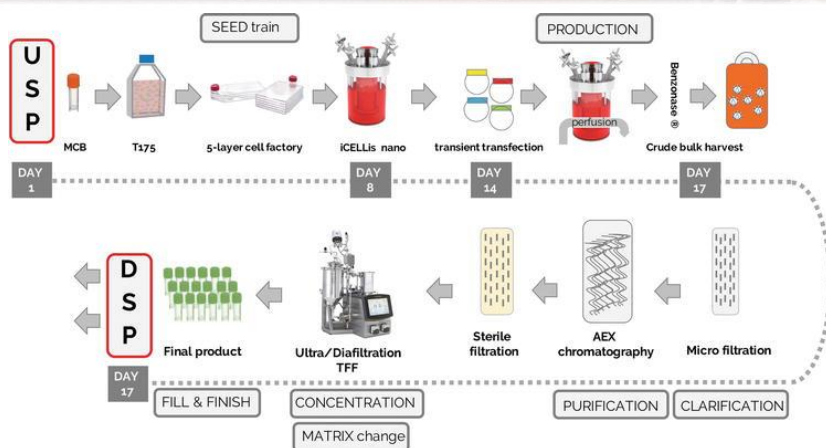 SEED train
PRODUCTION
U
S
P
perfusion
Benzonase ®
MCB
T175
5-layer cell factory
iCELLis nano
transient transfection
Crude bulk harvest
DAY
1
DAY
8
DAY
14
DAY
17
D
S
P
Final product
Ultra/Diafiltration
TFF
Sterile
filtration
AEX
chromatography
Micro filtration
DAY
17
FILL & FINISH
CONCENTRATION
PURIFICATION
CLARIFICATION
MATRIX change